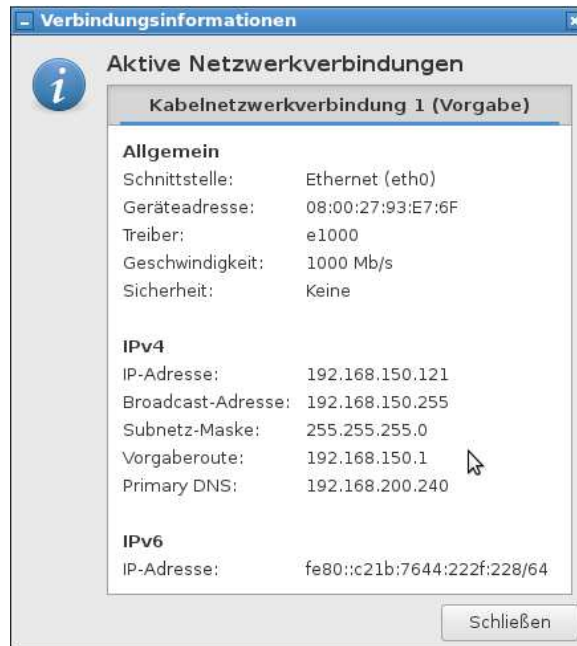 Verbindungsinformationen
Aktive Netzwerkverbindungen
Kabelnetzwerkverbindung 1 (Vorgabe)
Allgemein
Schnittstelle: Ethernet (eth0)
Geräteadresse: 08:00:27:93:E7:6F
Treiber: e1000
Geschwindigkeit: 1000 Mb/s
Sicherheit: Keine
IPv4
IP-Adresse: 192.168.150.121
Broadcast-Adresse: 192.168.150.255
Subnetz-Maske: 255.255.255.0
Vorgaberoute: 192.168.150.1
Primary DNS: 192.168.200.240
IPv6
IP-Adresse: fe80::c21b:7644:222f:228/64
Schließen